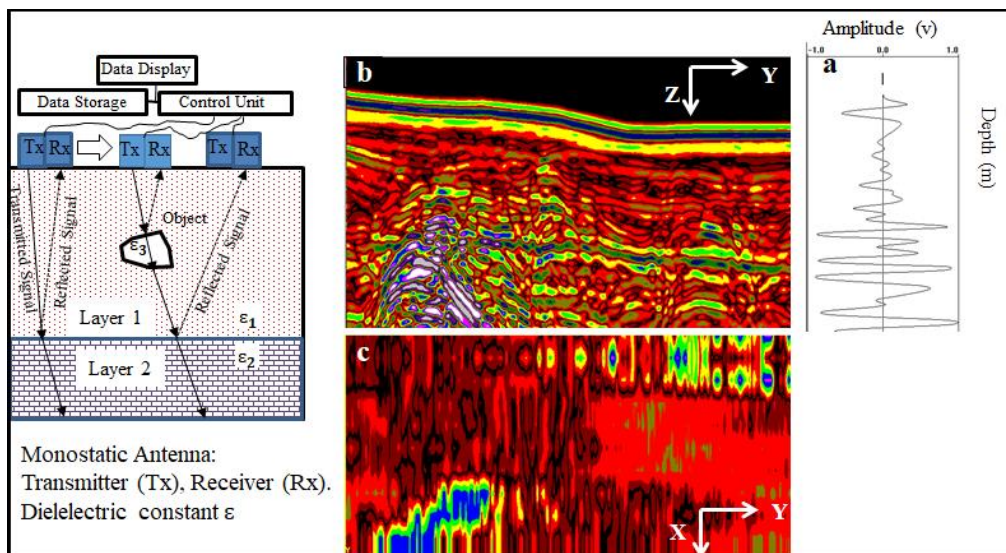 Data Display
Data Storage
Control Unit
Tx Rx
Tx Rx
Tx Rx
Transmitted Signal
Reflected Signal
Object
ε3
Reflected Signal
Layer 1
ε1
Layer 2
ε2
Monostatic Antenna:
Transmitter (Tx), Receiver (Rx).
Dielelectric constant ε
b
Y
Z
c
Y
X
Amplitude (v)
-1.0 0.0 1.0
a
Depth (m)